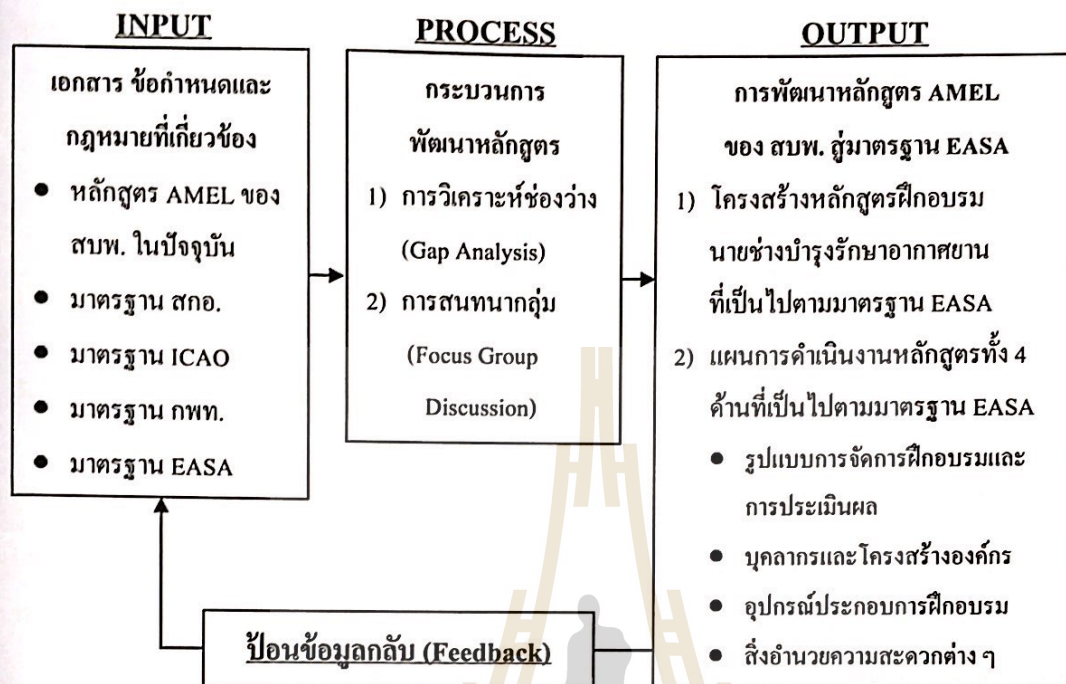 INPUT
เอกสาร ข้อกำหนดและ
กฎหมายที่เกี่ยวข้อง
● หลักสูตร AMEL ของ
สบพ. ในปัจจุบัน
● มาตรฐาน สกอ.
● มาตรฐาน ICAO
● มาตรฐาน กพท.
● มาตรฐาน EASA
PROCESS
กระบวนการ
พัฒนาหลักสูตร
1) การวิเคราะห์ช่องว่าง
(Gap Analysis)
2) การสนทนากลุ่ม
(Focus Group
Discussion)
OUTPUT
การพัฒนาหลักสูตร AMEL
ของ สบพ. สู่มาตรฐาน EASA
1) โครงสร้างหลักสูตรฝึกอบรม
นายช่างบำรุงรักษาอากาศยาน
ที่เป็นไปตามมาตรฐาน EASA
2) แผนการดำเนินงานหลักสูตรทั้ง 4
ด้านที่เป็นไปตามมาตรฐาน EASA
● รูปแบบการจัดการฝึกอบรมและ
การประเมินผล
● บุคลากรและโครงสร้างองค์กร
● อุปกรณ์ประกอบการฝึกอบรม
● สิ่งอำนวยความสะดวกต่าง ๆ
ป้อนข้อมูลกลับ (Feedback)